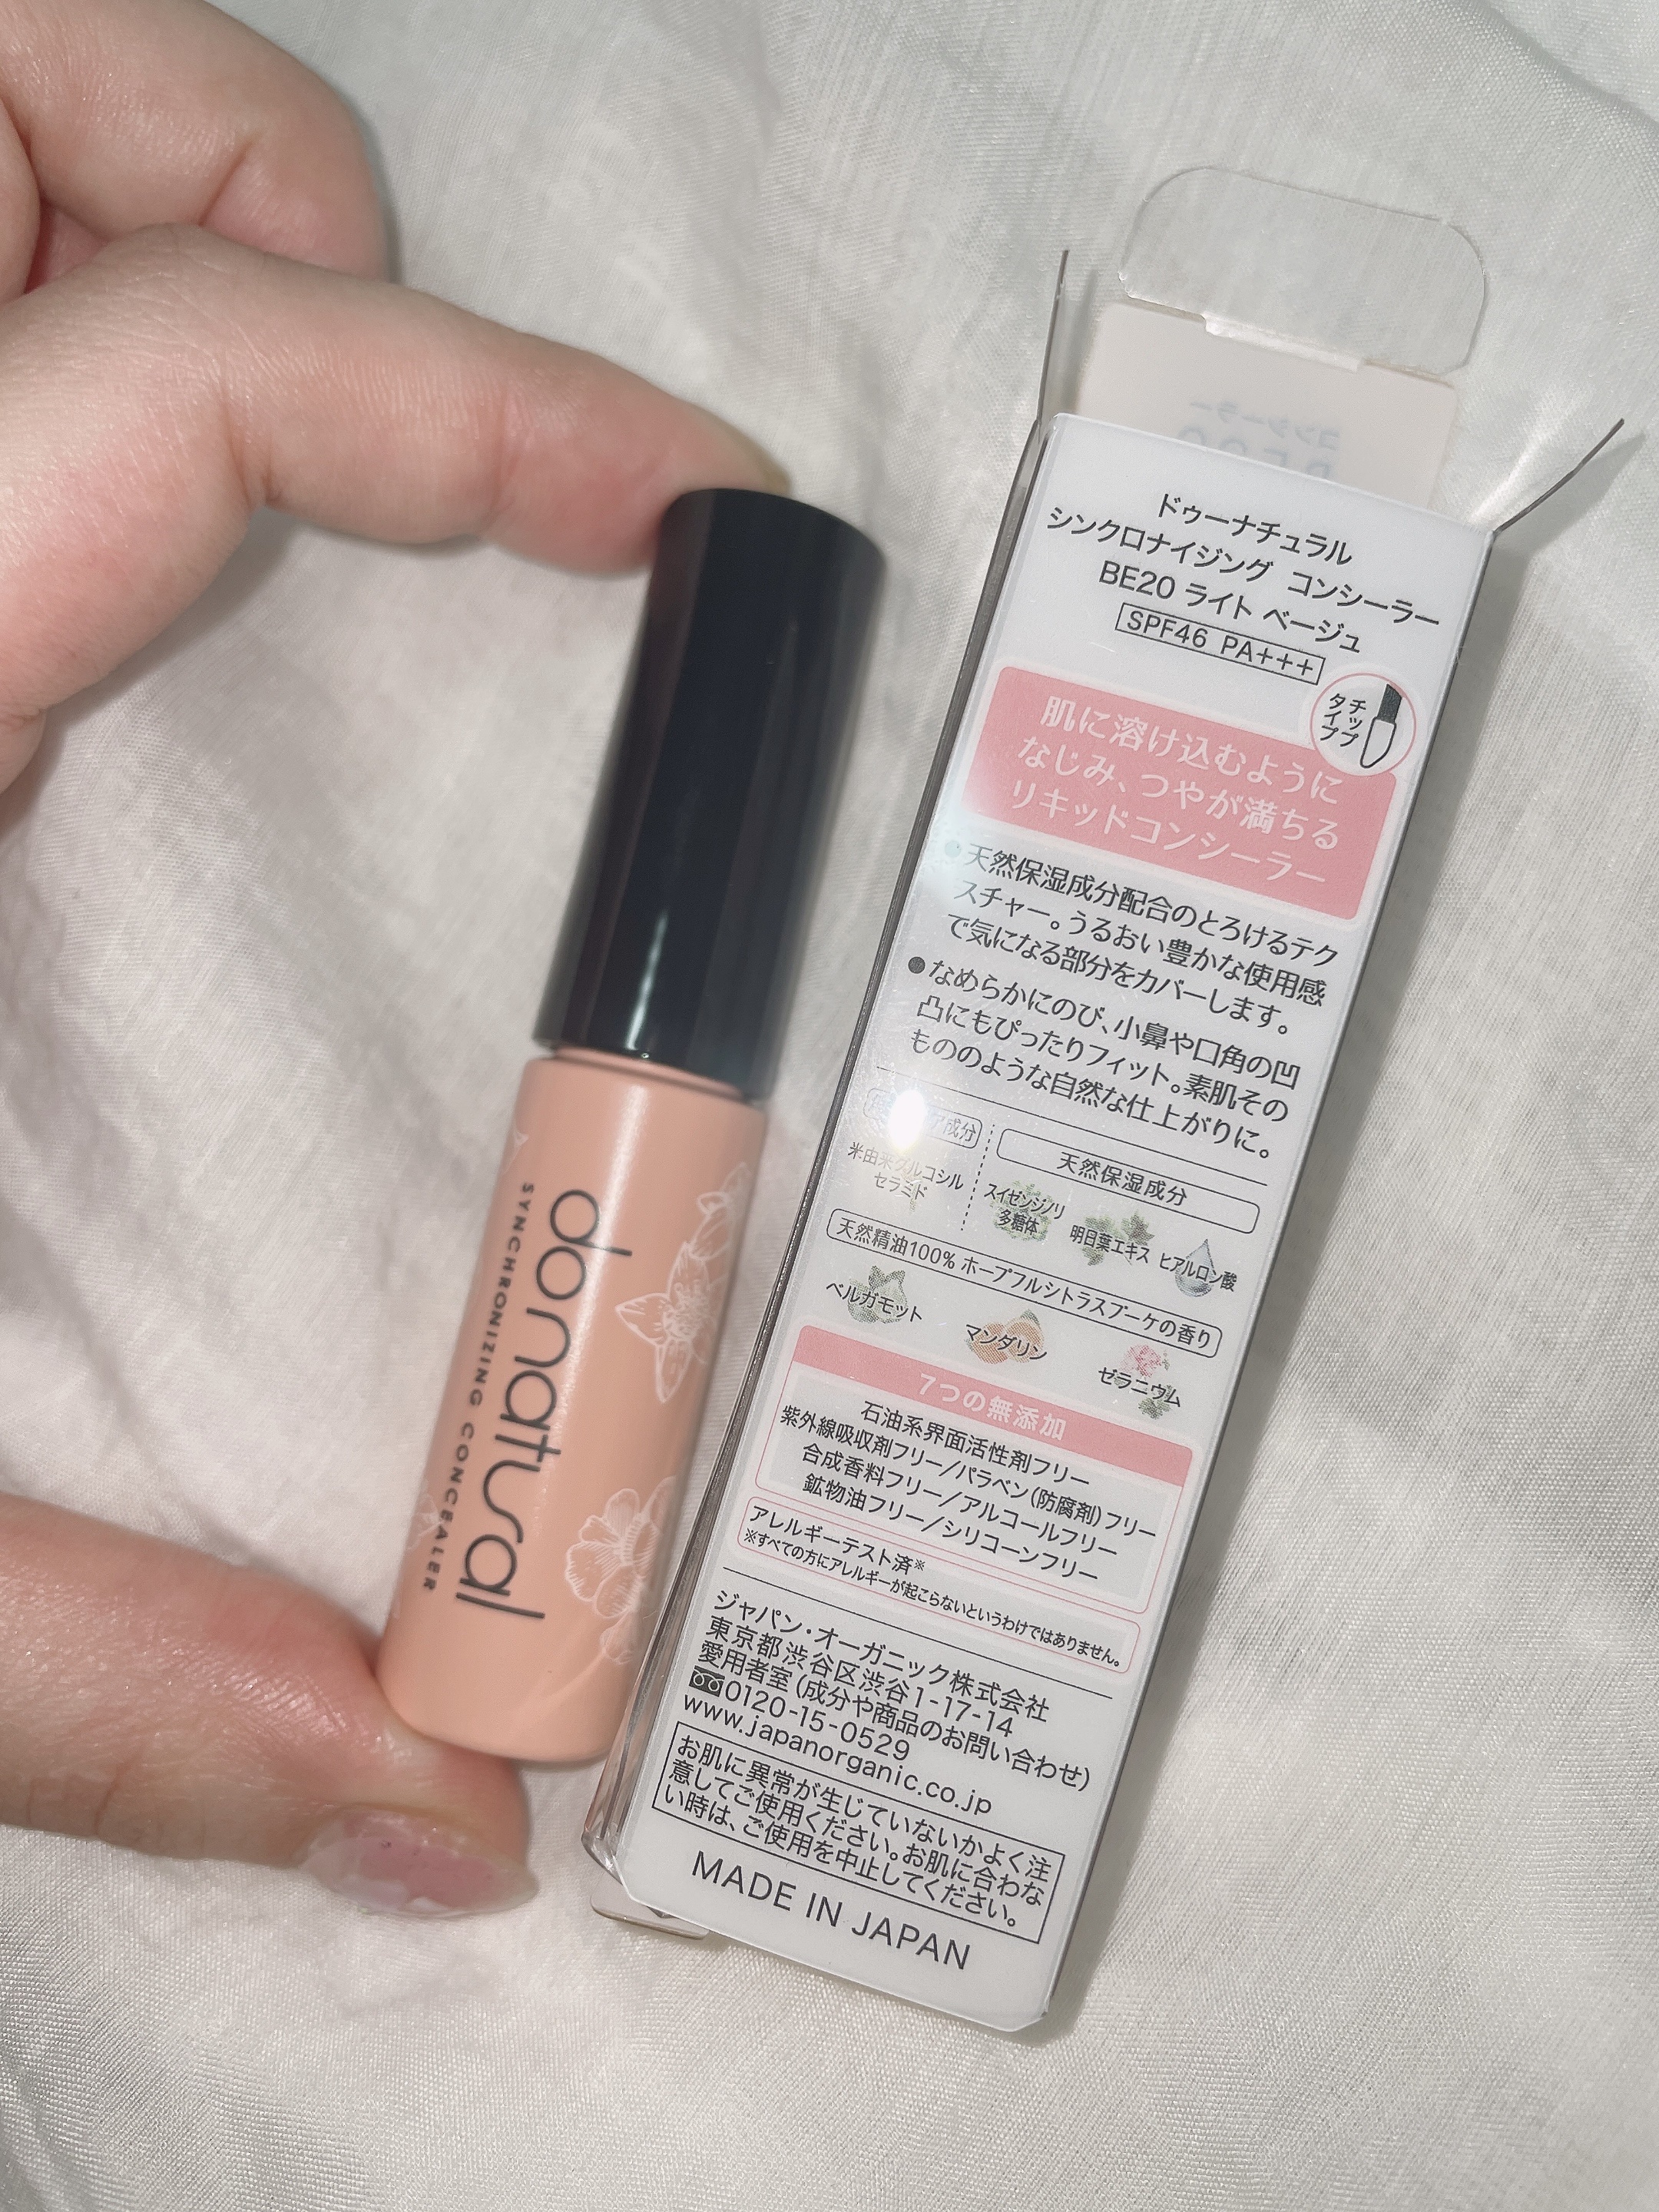 donatural
SYNCHRONIZING CONCEALER
コンシーラー
ドゥーナチュラル
シンクロナイジング コンシーラー
BE20 ライト ベージュ
SPF46 PA+++
チップ
タイプ
肌に溶け込むように
なじみ、つやが満ちる
リキッドコンシーラー
●天然保湿成分配合のとろけるテク
スチャー。うるおい豊かな使用感
で気になる部分をカバーします。
●なめらかにのび、小鼻や口角の凹
凸にもぴったりフィット。素肌その
もののような自然な仕上がりに。
ア成分
天然保湿成分
米由来グルコシル
セラミド
スイゼンジノリ
多糖体
明日葉エキス
ヒアルロン酸
天然精油100% ホープフルシトラスブーケの香り
ベルガモット
マンダリン
ゼラニウム
7つの無添加
石油系界面活性剤フリー
紫外線吸収剤フリー/パラベン(防腐剤)フリー
合成香料フリー/アルコールフリー
鉱物油フリー/シリコーンフリー
アレルギーテスト済※
※すべての方にアレルギーが起こらないというわけではありません。
ジャパン・オーガニック株式会社
東京都渋谷区渋谷1-17-14
愛用者室(成分や商品のお問い合わせ)
0120-15-0529
www.japanorganic.co.jp
お肌に異常が生じていないかよく注
意してご使用ください。お肌に合わな
い時は、ご使用を中止してください。
MADE IN JAPAN